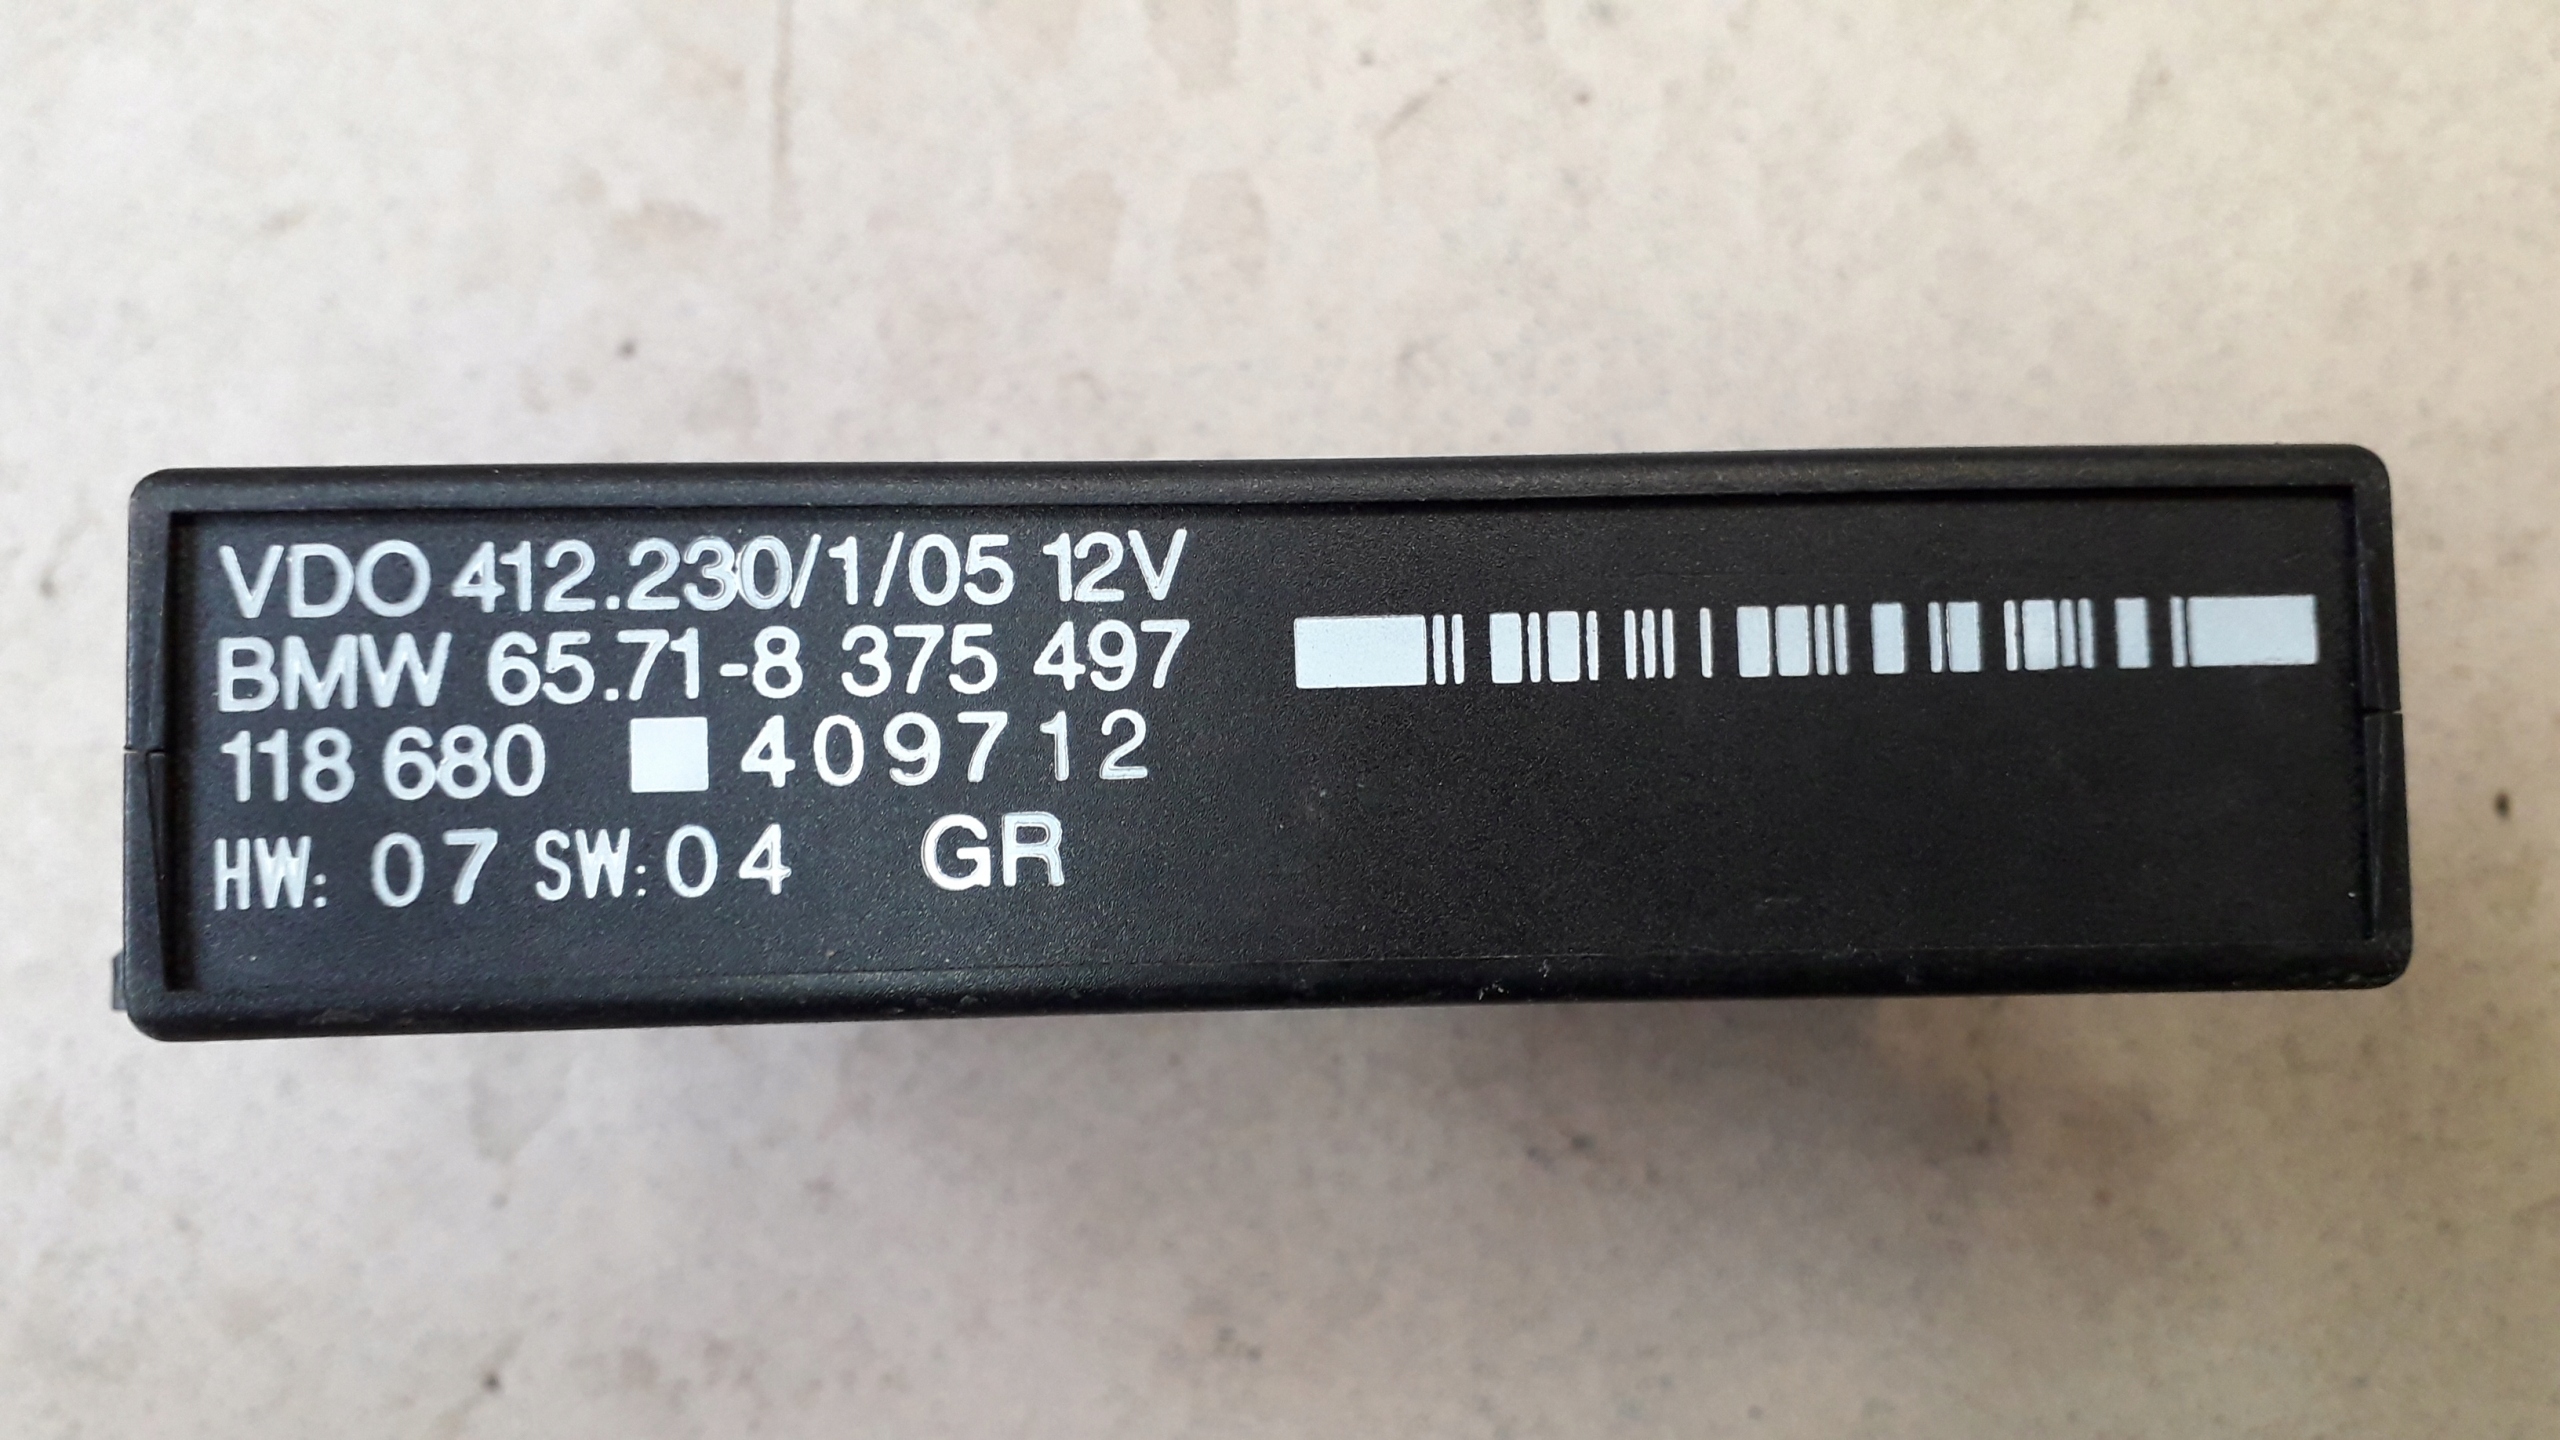 VDO 412.230/1/05 12V
BMW 65.71-8 375 497
118 680 409712
HW: 07 SW: 04 GR